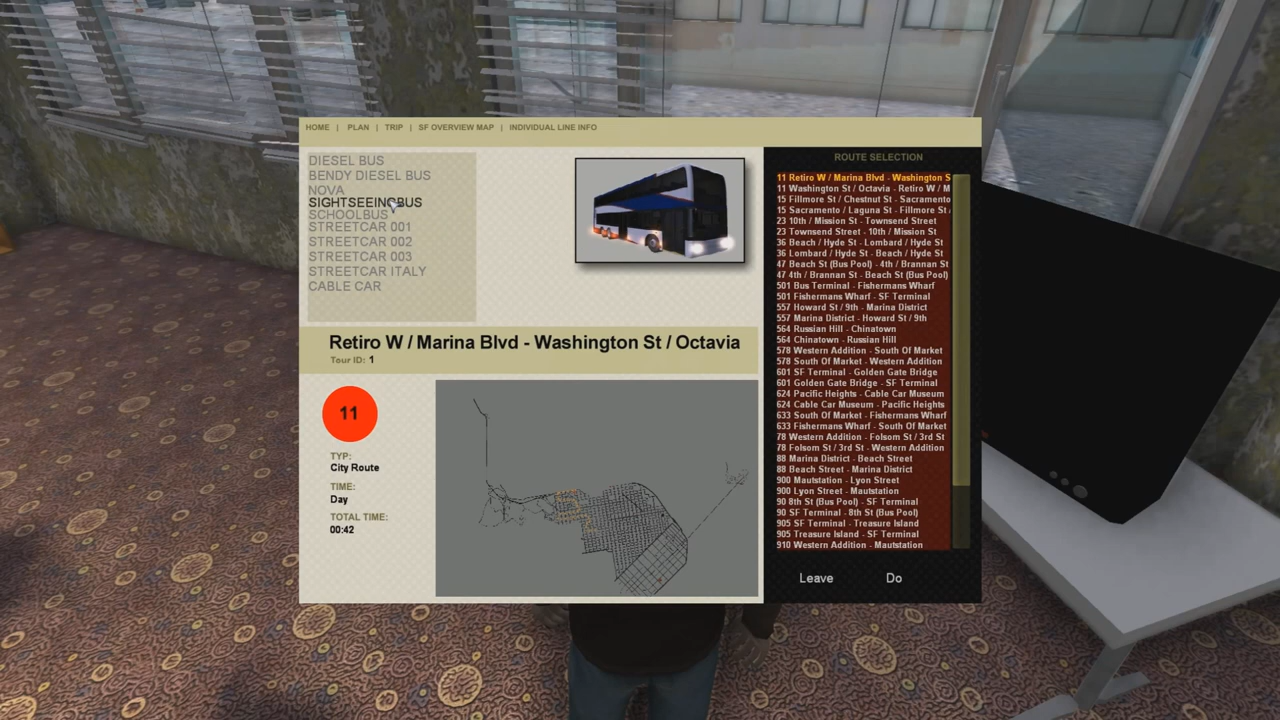 HOME | PLAN | TRIP | SF OVERVIEW MAP | INDIVIDUAL LINE INFO
DIESEL BUS
BENDY DIESEL BUS
NOVA
SIGHTSEEINGBUS
SCHOOLBUS
STREETCAR 001
STREETCAR 002
STREETCAR 003
STREETCAR ITALY
CABLE CAR
Retiro W / Marina Blvd - Washington St / Octavia
Tour ID: 1
11
TYP:
City Route
TIME:
Day
TOTAL TIME:
00:42
ROUTE SELECTION
11 Retiro W / Marina Blvd - Washington S
11 Washington St / Octavia - Retiro W / M
15 Fillmore St / Chestnut St - Sacramento
15 Sacramento / Laguna St - Fillmore St /
23 10th / Mission St - Townsend Street
23 Townsend Street - 10th / Mission St
36 Beach / Hyde St - Lombard / Hyde St
36 Lombard / Hyde St - Beach / Hyde St
47 Beach St (Bus Pool) - 4th / Brannan St
47 4th / Brannan St - Beach St (Bus Pool)
501 Bus Terminal - Fishermans Wharf
501 Fishermans Wharf - SF Terminal
557 Howard St / 9th - Marina District
557 Marina District - Howard St / 9th
564 Russian Hill - Chinatown
564 Chinatown - Russian Hill
578 Western Addition - South Of Market
578 South Of Market - Western Addition
601 SF Terminal - Golden Gate Bridge
601 Golden Gate Bridge - SF Terminal
624 Pacific Heights - Cable Car Museum
624 Cable Car Museum - Pacific Heights
633 South Of Market - Fishermans Wharf
633 Fishermans Wharf - South Of Market
78 Western Addition - Folsom St / 3rd St
78 Folsom St / 3rd St - Western Addition
88 Marina District - Beach Street
88 Beach Street - Marina District
900 Mautstation - Lyon Street
900 Lyon Street - Mautstation
90 8th St (Bus Pool) - SF Terminal
90 SF Terminal - 8th St (Bus Pool)
905 SF Terminal - Treasure Island
905 Treasure Island - SF Terminal
910 Western Addition - Mautstation
Leave Do